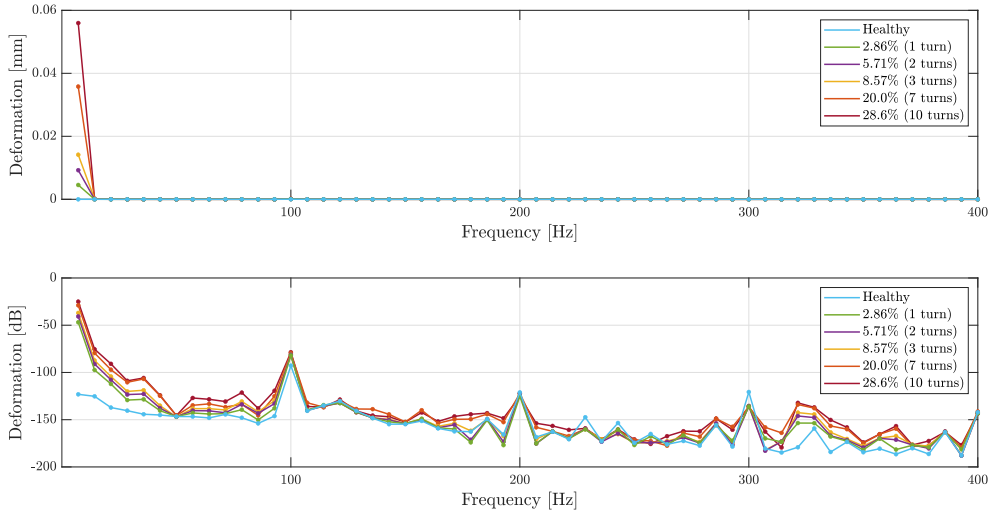 0.06
0.04
0.02
0
Deformation [mm]
Healthy
2.86% (1 turn)
5.71% (2 turns)
8.57% (3 turns)
20.0% (7 turns)
28.6% (10 turns)
100 200 300 400
Frequency [Hz]
0
-50
-100
-150
-200
Deformation [dB]
Healthy
2.86% (1 turn)
5.71% (2 turns)
8.57% (3 turns)
20.0% (7 turns)
28.6% (10 turns)
100 200 300 400
Frequency [Hz]